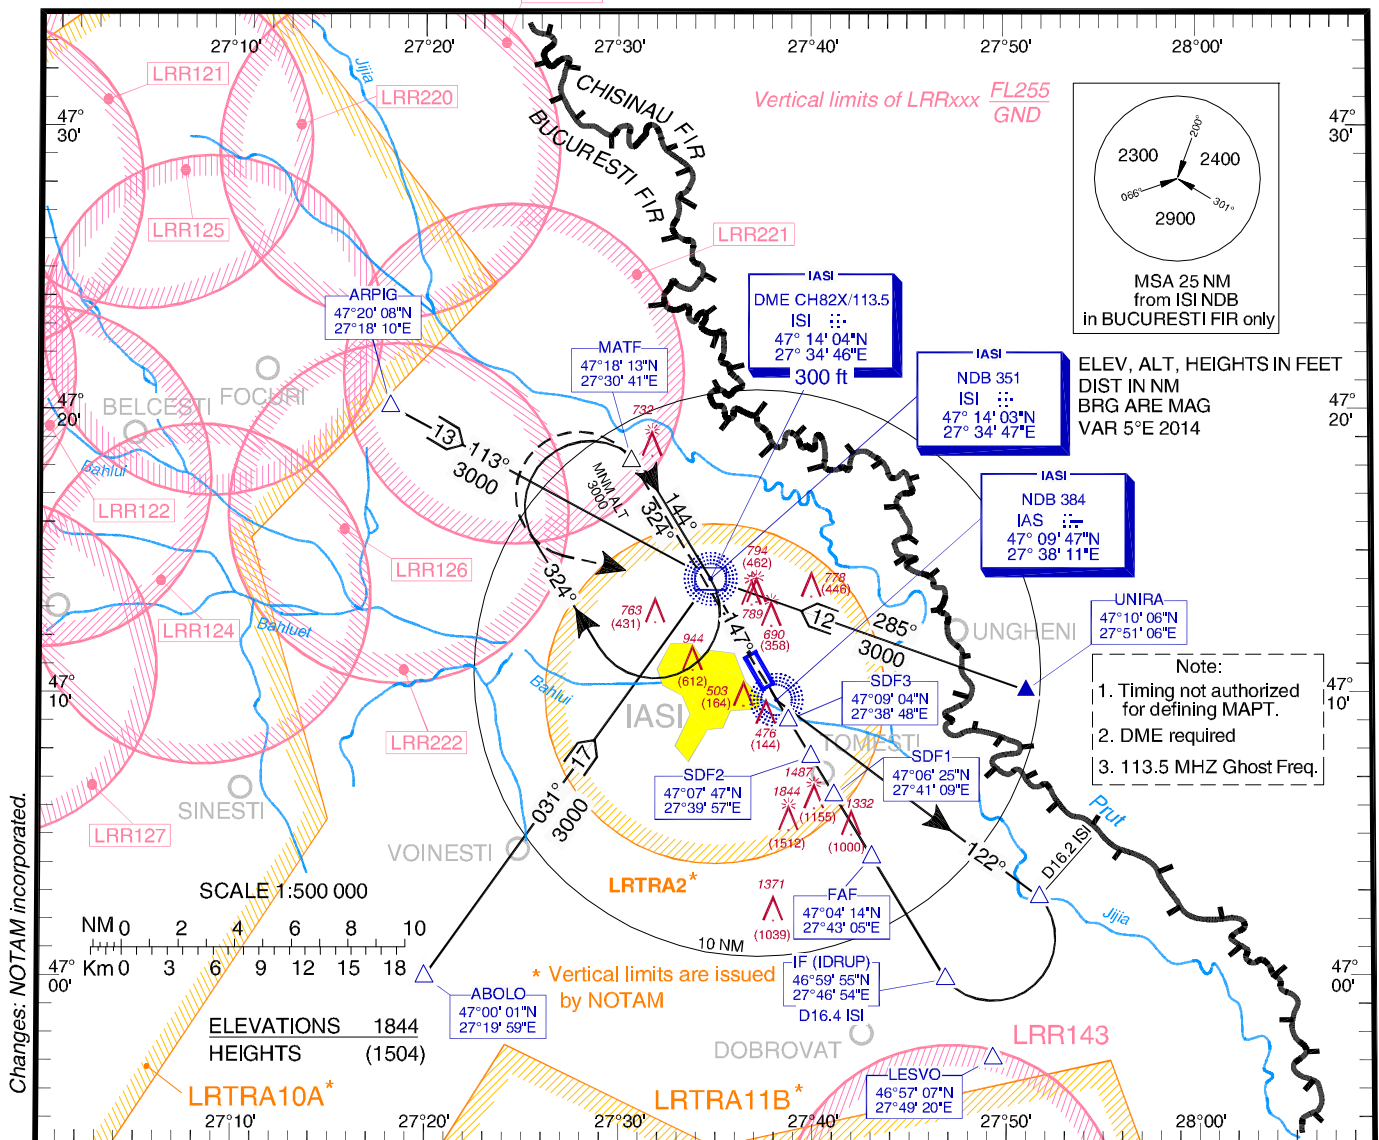 27°10'
27°20'
27°30'
27°40'
27°50'
28°00'
LRR121
LRR220
Jijia
CHISINAU FIR
BUCURESTI FIR
Vertical limits of LRRxxx FL255
GND
47°
30'
47°
30'
200°
2300
2400
066°
301°
2900
MSA 25 NM
from ISI NDB
in BUCURESTI FIR only
LRR125
LRR221
ARPIG
47°20' 08"N
27°18' 10"E
IASI
DME CH82X/113.5
ISI
47° 14' 04"N
27° 34' 46"E
300 ft
MATF
47°18' 13"N
27°30' 41"E
IASI
NDB 351
ISI
47° 14' 03"N
27° 34' 47"E
ELEV, ALT, HEIGHTS IN FEET
DIST IN NM
BRG ARE MAG
VAR 5°E 2014
FOCURI
BELCESTI
47°
20'
47°
20'
732
13
113°
3000
MNM ALT
3000
144°
324°
Bahlui
IASI
NDB 384
IAS
47° 09' 47"N
27° 38' 11"E
LRR122
LRR126
794
(462)
778
(446)
789
690
(358)
763
(431)
324°
147°
12
285°
3000
UNIRA
47°10' 06"N
27°51' 06"E
UNGHENI
LRR124
Bahluet
944
(612)
503
(164)
476
(144)
Bahlui
IASI
SDF3
47°09' 04"N
27°38' 48"E
Note:
1. Timing not authorized
for defining MAPT.
2. DME required
3. 113.5 MHZ Ghost Freq.
47°
10'
47°
10'
LRR222
TOMESTI
SDF1
47°06' 25"N
27°41' 09"E
SDF2
47°07' 47"N
27°39' 57"E
1487
(1155)
1844
(1512)
1332
(1000)
SINESTI
17
031°
3000
LRR127
VOINESTI
Prut
122°
D16.2 ISI
SCALE 1:500 000
LRTRA2*
1371
(1039)
FAF
47°04' 14"N
27°43' 05"E
Jijia
NM 0 2 4 6 8 10
Km 0 3 6 9 12 15 18
10 NM
IF (IDRUP)
46°59' 55"N
27°46' 54"E
D16.4 ISI
* Vertical limits are issued
by NOTAM
47°
00'
47°
00'
ABOLO
47°00' 01"N
27°19' 59"E
ELEVATIONS 1844
HEIGHTS (1504)
DOBROVAT
LRR143
LESVO
46°57' 07"N
27°49' 20"E
LRTRA10A*
LRTRA11B*
27°10'
27°20'
27°30'
27°40'
27°50'
28°00'
Changes: NOTAM incorporated.